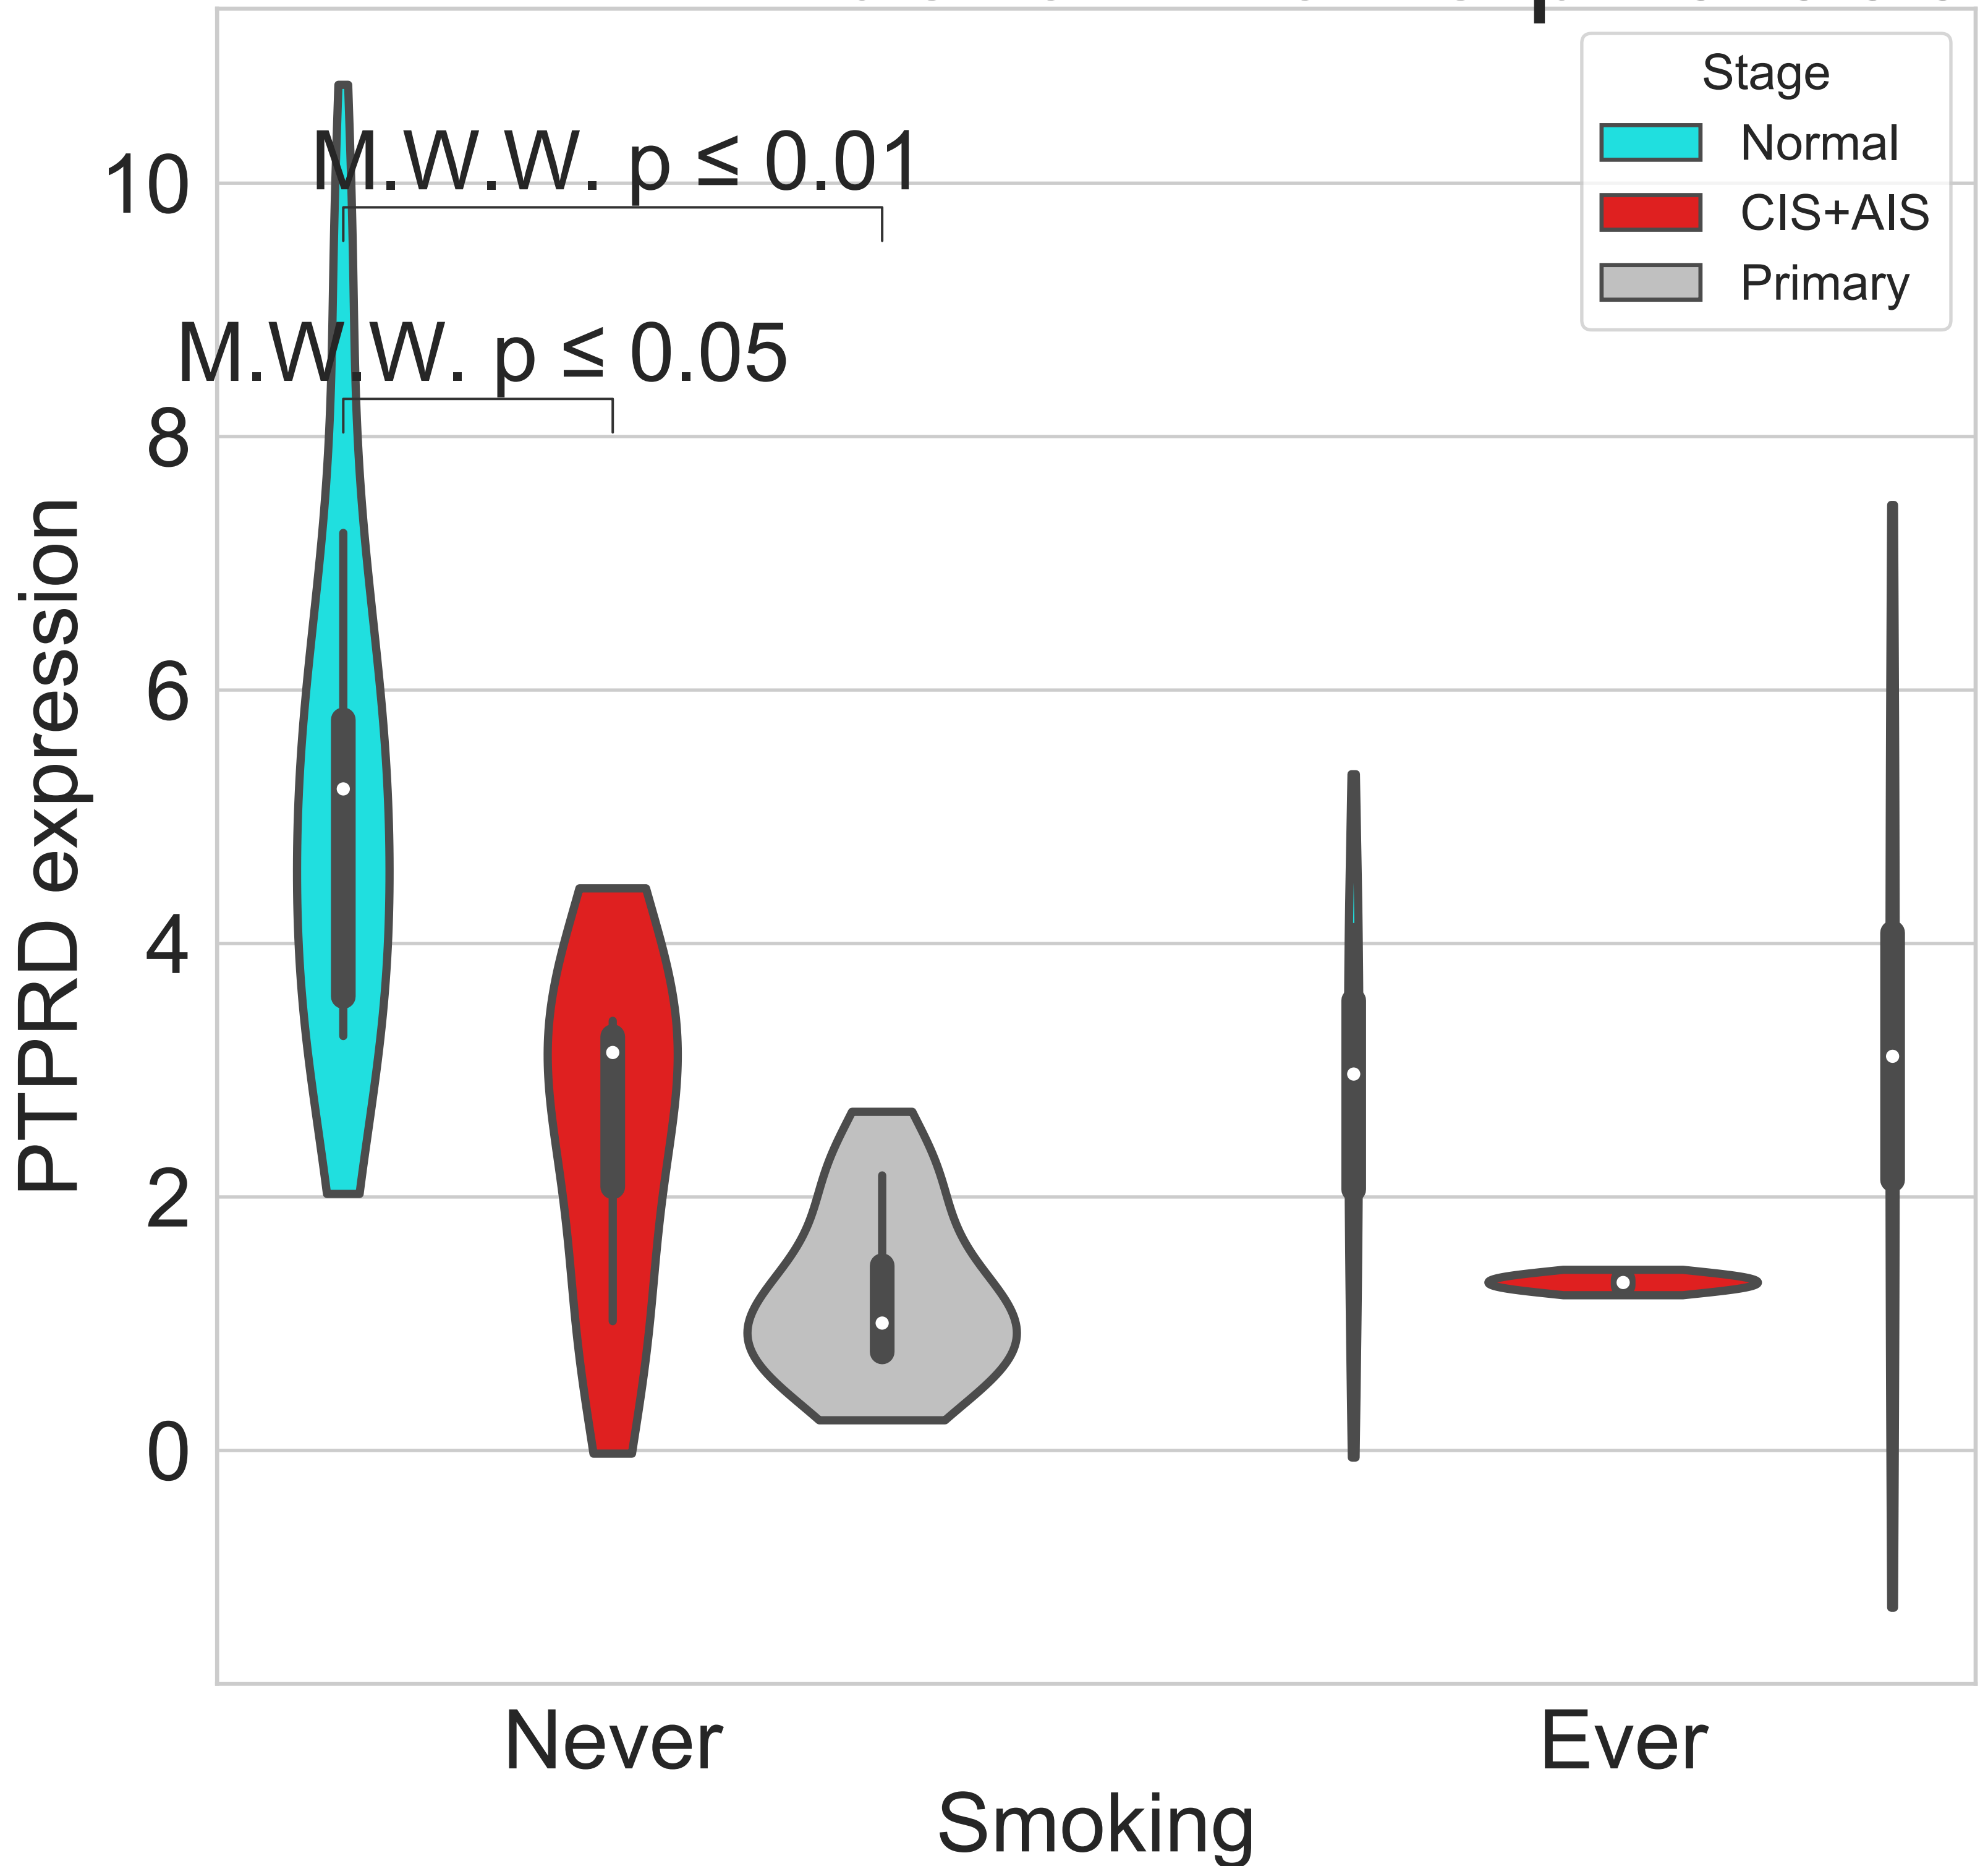 Stage
Normal
CIS+AIS
Primary
M.W.W. p ≤ 0.01
M.W.W. p ≤ 0.05
10
8
6
4
2
0
PTPRD expression
Never
Ever
Smoking